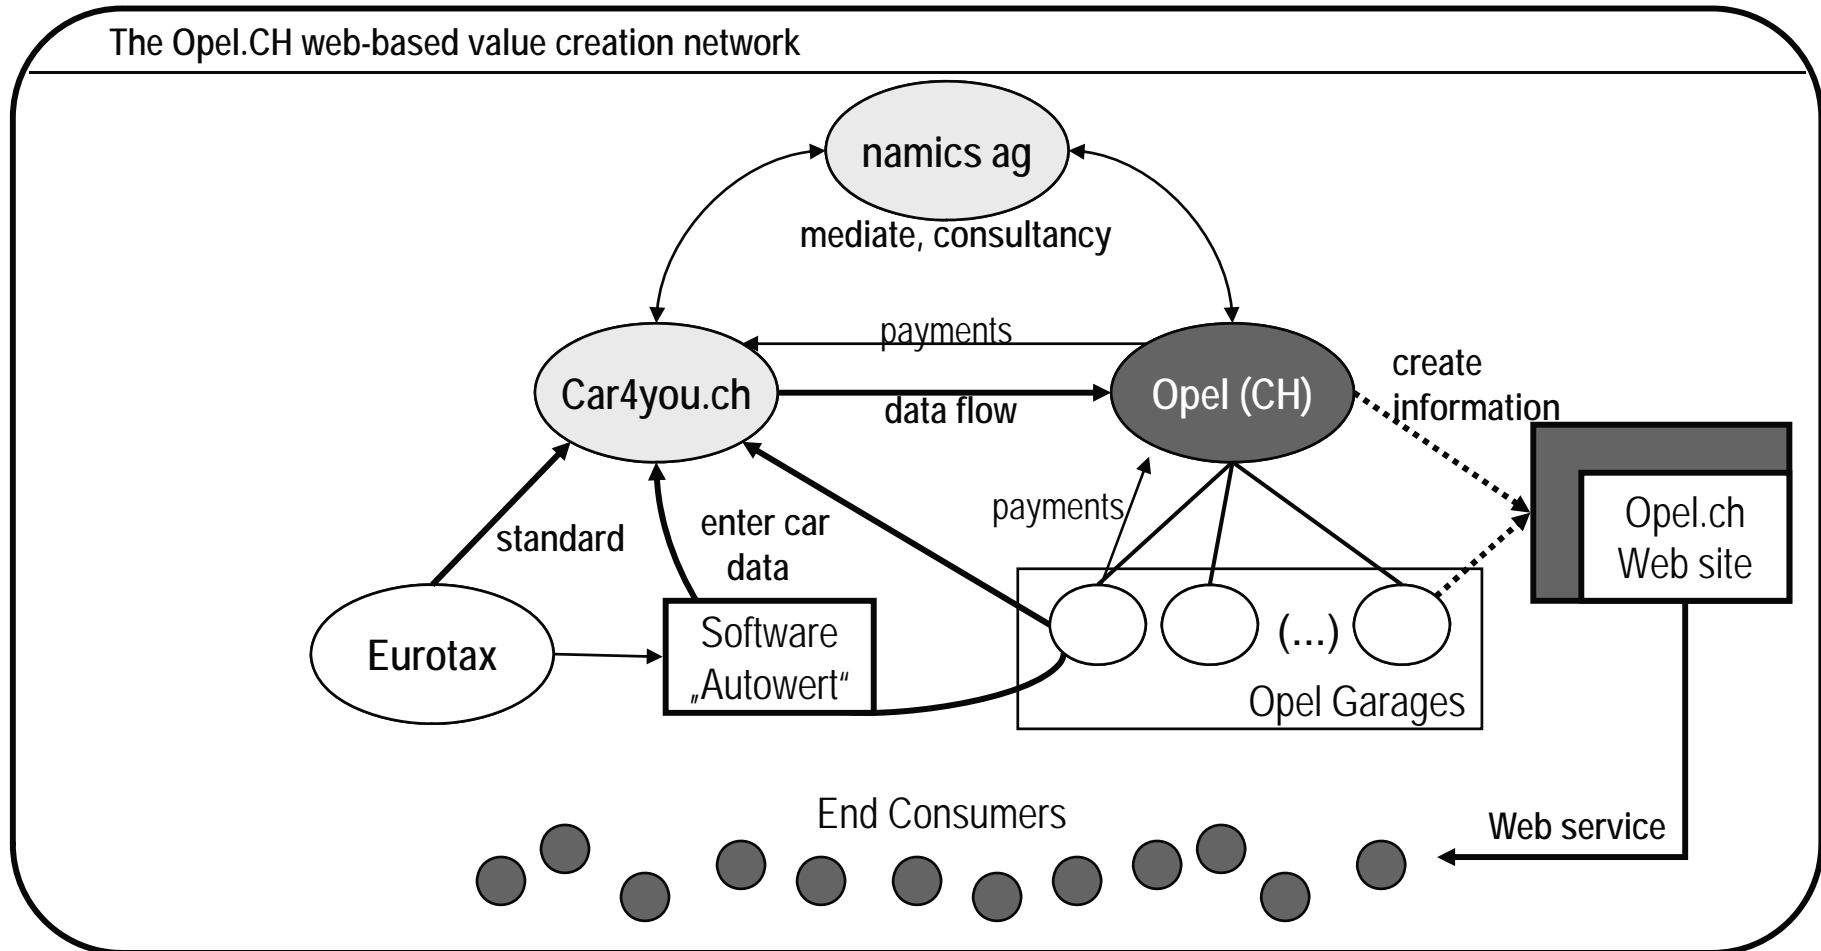 The Opel.CH web-based value creation network
namics ag
mediate, consultancy
payments
Car4you.ch
data flow
Opel (CH)
create
information
payments
standard
enter car
data
Opel.ch
Web site
Eurotax
Software
„Autowert“
(...)
Opel Garages
End Consumers
Web service